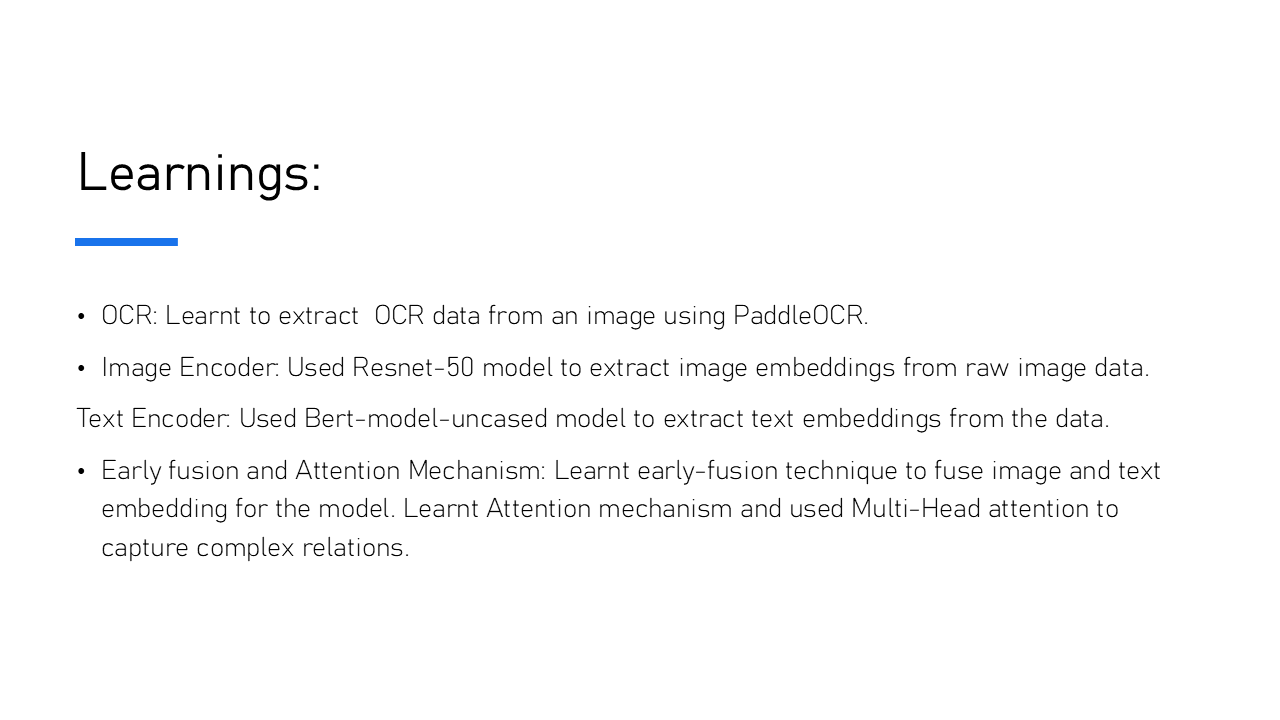 Learnings:
• OCR: Learnt to extract  OCR data from an image using PaddleOCR.
• Image Encoder: Used Resnet-50 model to extract image embeddings from raw image data.
Text Encoder: Used Bert-model-uncased model to extract text embeddings from the data.
• Early fusion and Attention Mechanism: Learnt early-fusion technique to fuse image and text
embedding for the model. Learnt Attention mechanism and used Multi-Head attention to
capture complex relations.